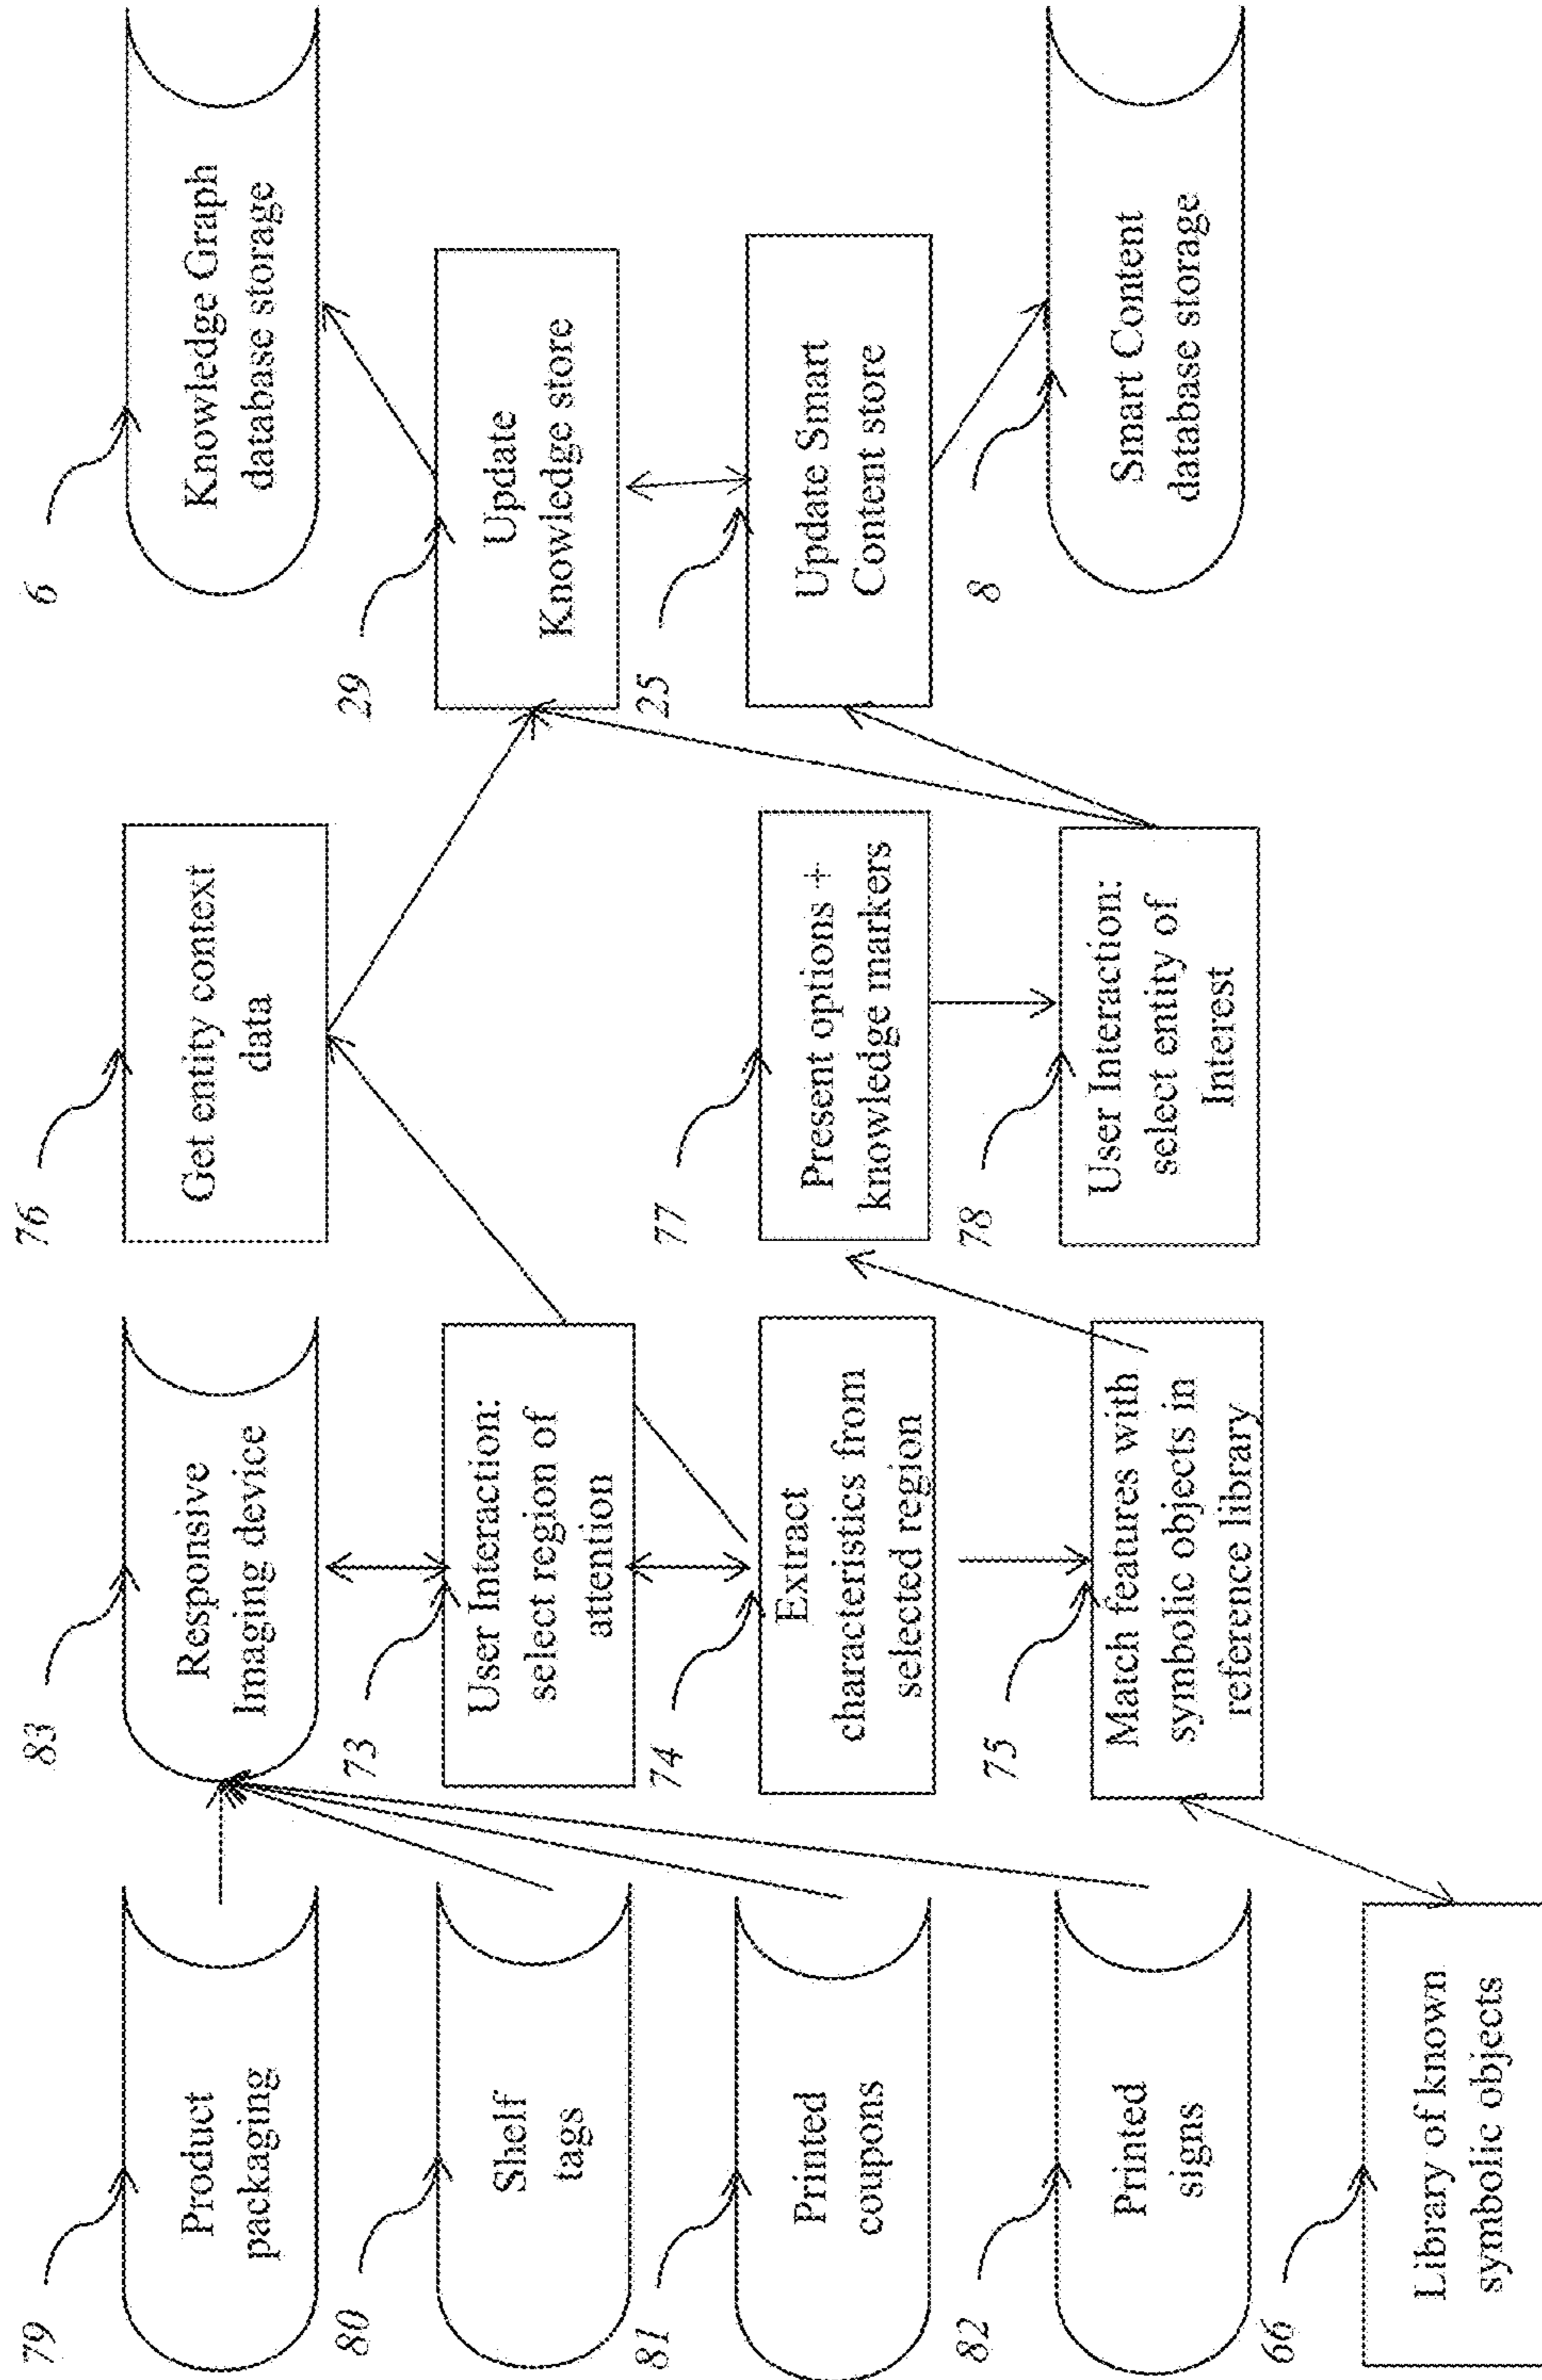 79
Product
packaging
80
Shelf
tags
81
Printed
coupons
82
Printed
signs
66
Library of known
symbolic objects
83
Responsive
Imaging device
73
User Interaction:
select region of
attention
74
Extract
characteristics from
selected region
75
Match features with
symbolic objects in
reference library
76
Get entity context
data
77
Present options +
knowledge markers
78
User Interaction:
select entity of
Interest
6
Knowledge Graph
database storage
29
Update
Knowledge store
25
Update Smart
Content store
8
Smart Content
database storage